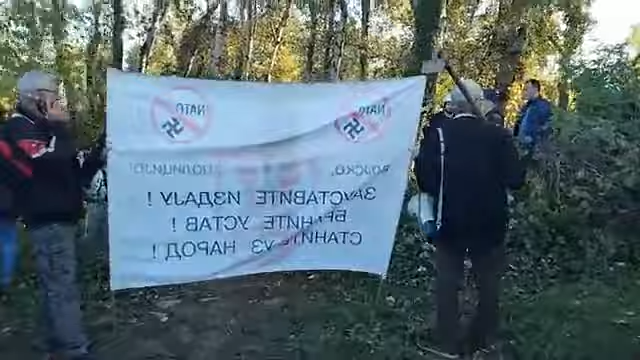 NATO NATO
ВОЈСКО, ПОЛИЦИЈО!
ЗАУСТАВИТЕ ИЗДАЈУ !
БРАНИТЕ УСТАВ !
СТАНИТЕ УЗ НАРОД !